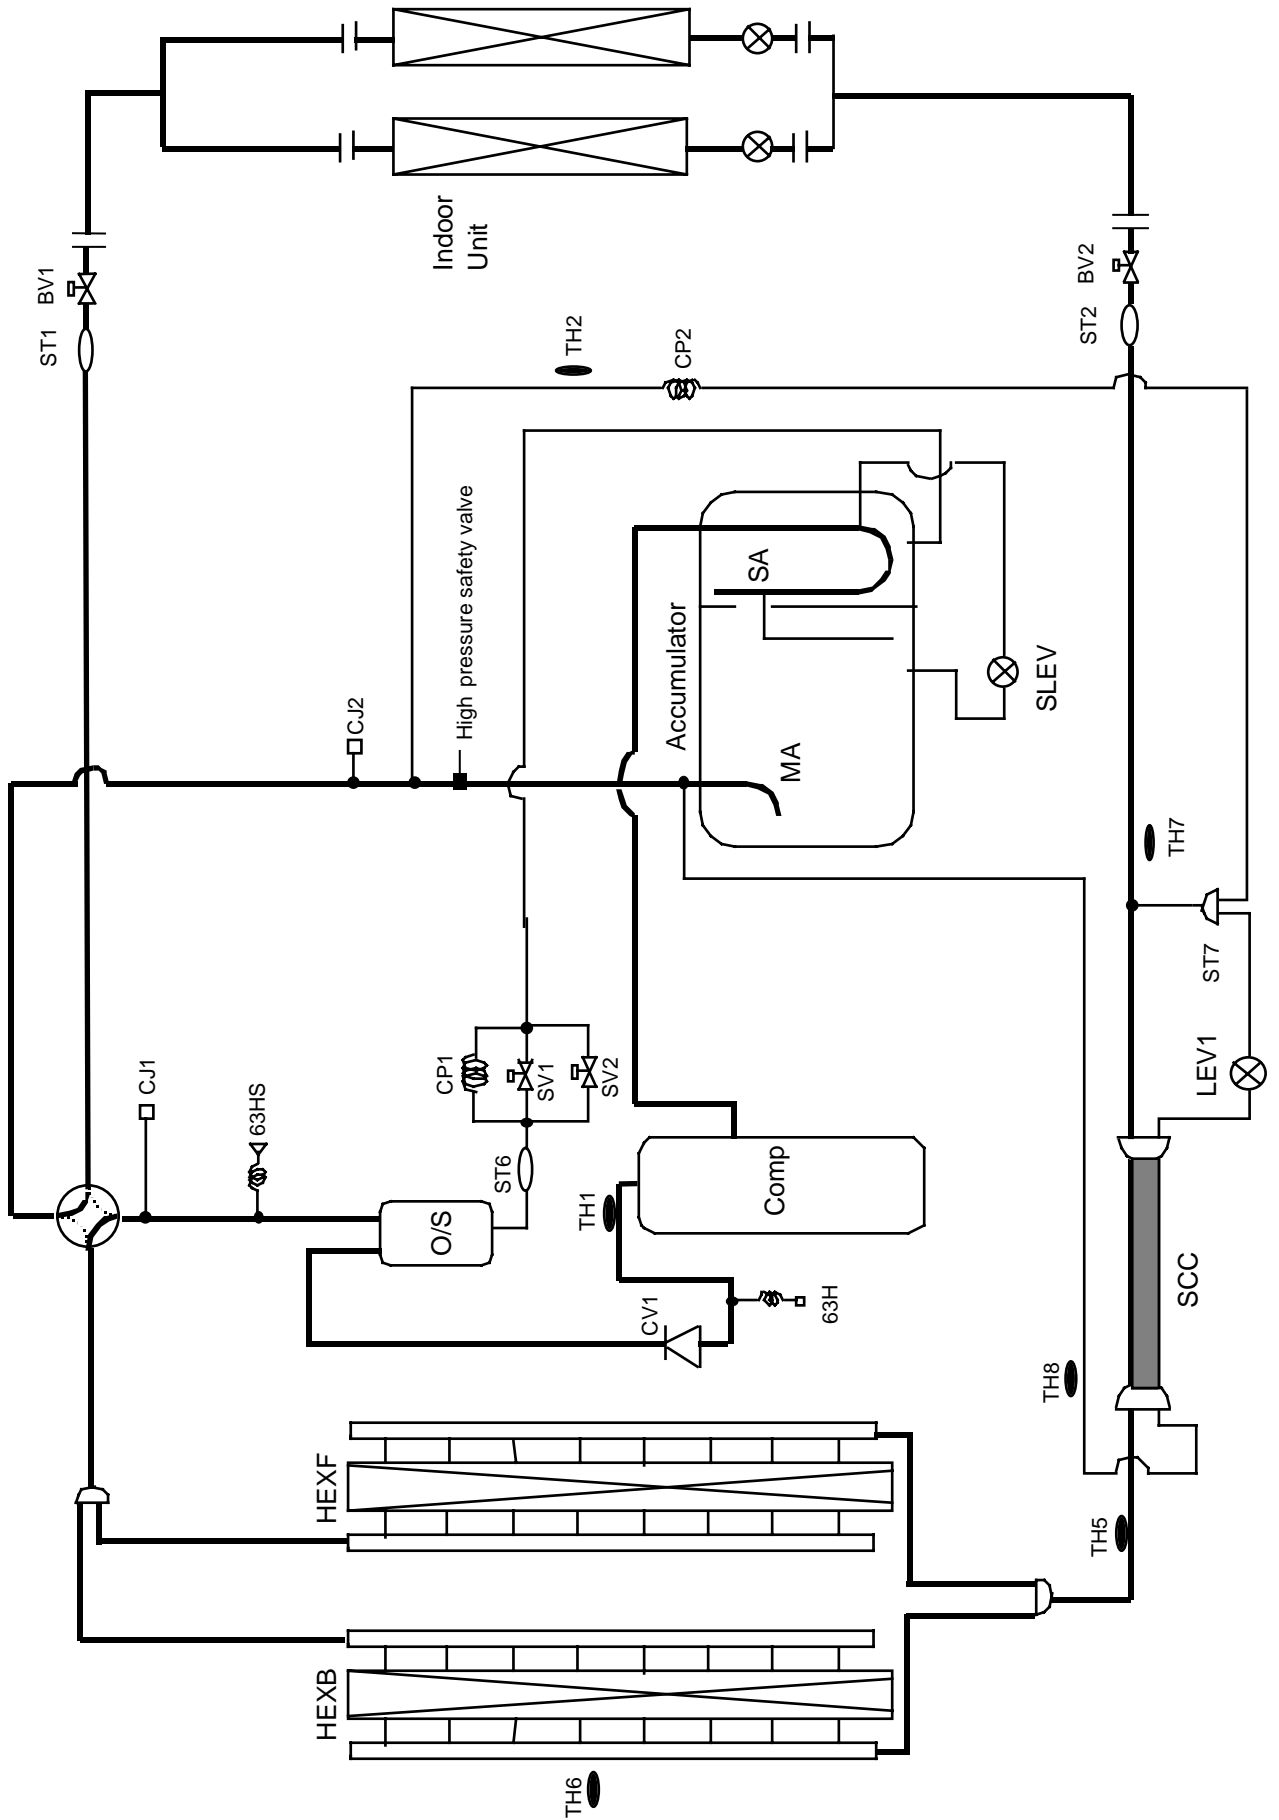 BV1
ST1
Indoor
Unit
BV2
ST2
TH2
CP2
High pressure safety valve
CJ2
Accumulator
SA
MA
SLEV
TH7
ST7
LEV1
CJ1
63HS
CP1
SV1
SV2
ST6
O/S
TH1
Comp
CV1
63H
SCC
TH8
TH5
HEXF
HEXB
TH6